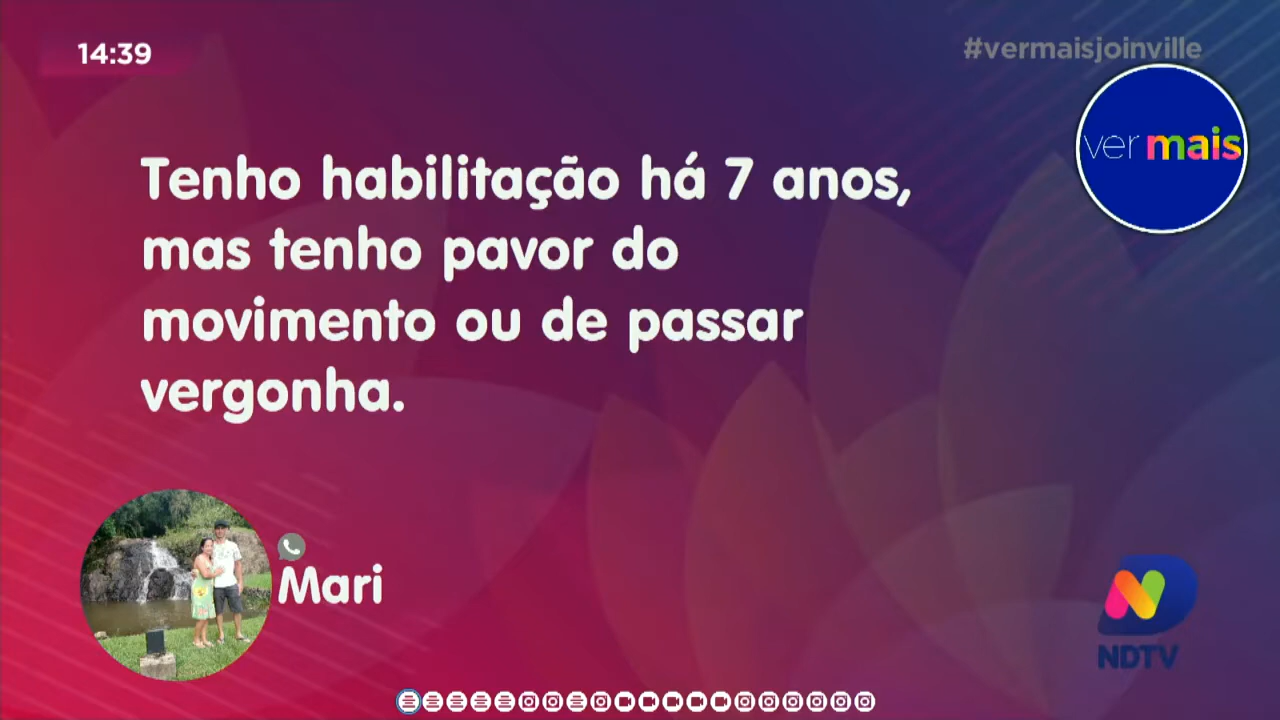 14:39
#vermaisjoinville
ver mais
Tenho habilitação há 7 anos,
mas tenho pavor do
movimento ou de passar
vergonha.
Mari
NDTV